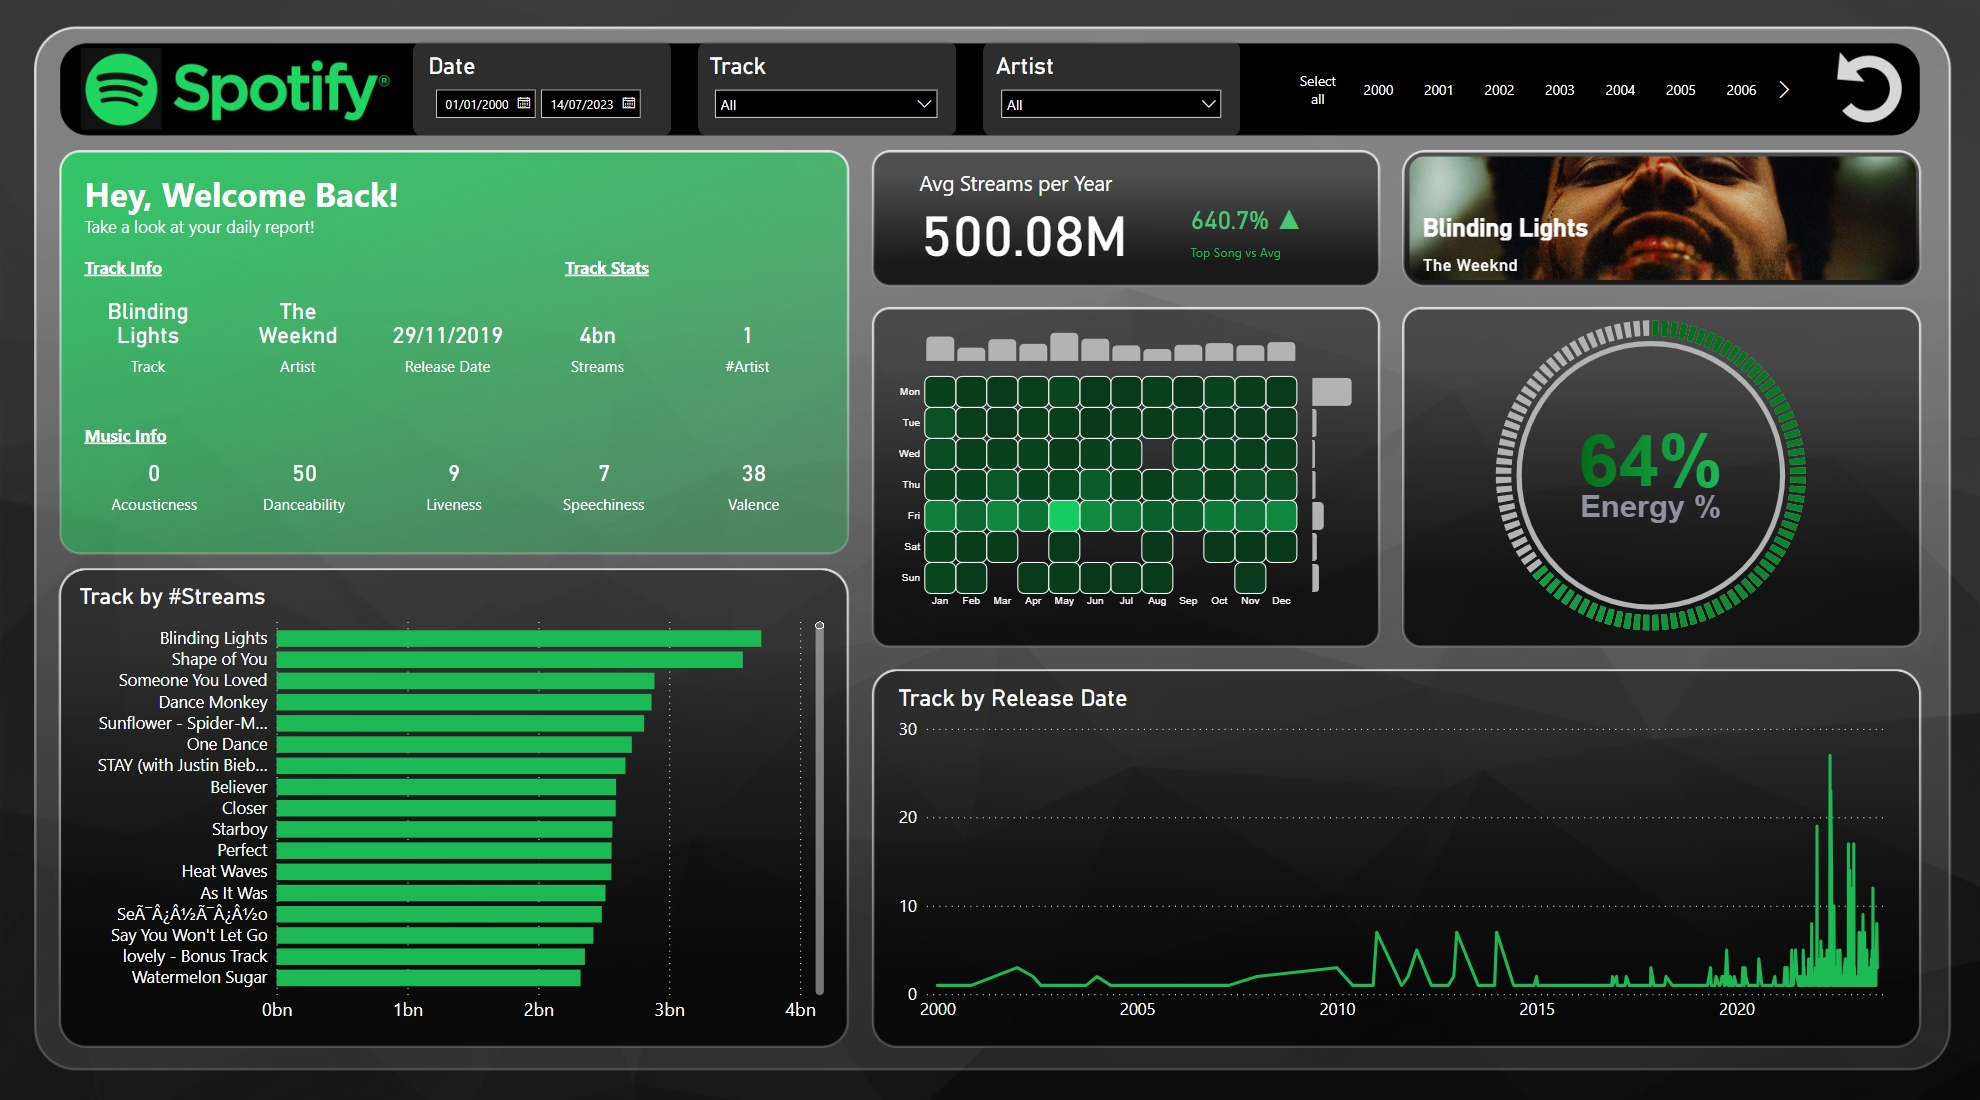 Spotify®
Date
01/01/2000
14/07/2023
Track
All
Artist
All
Select
all
2000
2001
2002
2003
2004
2005
2006
Hey, Welcome Back!
Take a look at your daily report!
Track Info
Track Stats
Blinding
Lights
The
Weeknd
29/11/2019
4bn
1
Track
Artist
Release Date
Streams
#Artist
Music Info
0
50
9
7
38
Acousticness
Danceability
Liveness
Speechiness
Valence
Avg Streams per Year
500.08M
640.7%
Top Song vs Avg
Blinding Lights
The Weeknd
Mon
Tue
Wed
Thu
Fri
Sat
Sun
Jan
Feb
Mar
Apr
May
Jun
Jul
Aug
Sep
Oct
Nov
Dec
64%
Energy %
Track by #Streams
Blinding Lights
Shape of You
Someone You Loved
Dance Monkey
Sunflower - Spider-M...
One Dance
STAY (with Justin Bieb...
Believer
Closer
Starboy
Perfect
Heat Waves
As It Was
SeÃ¯Â¿Â½Ã¯Â¿Â½o
Say You Won't Let Go
lovely - Bonus Track
Watermelon Sugar
0bn
1bn
2bn
3bn
4bn
Track by Release Date
30
20
10
0
2000
2005
2010
2015
2020